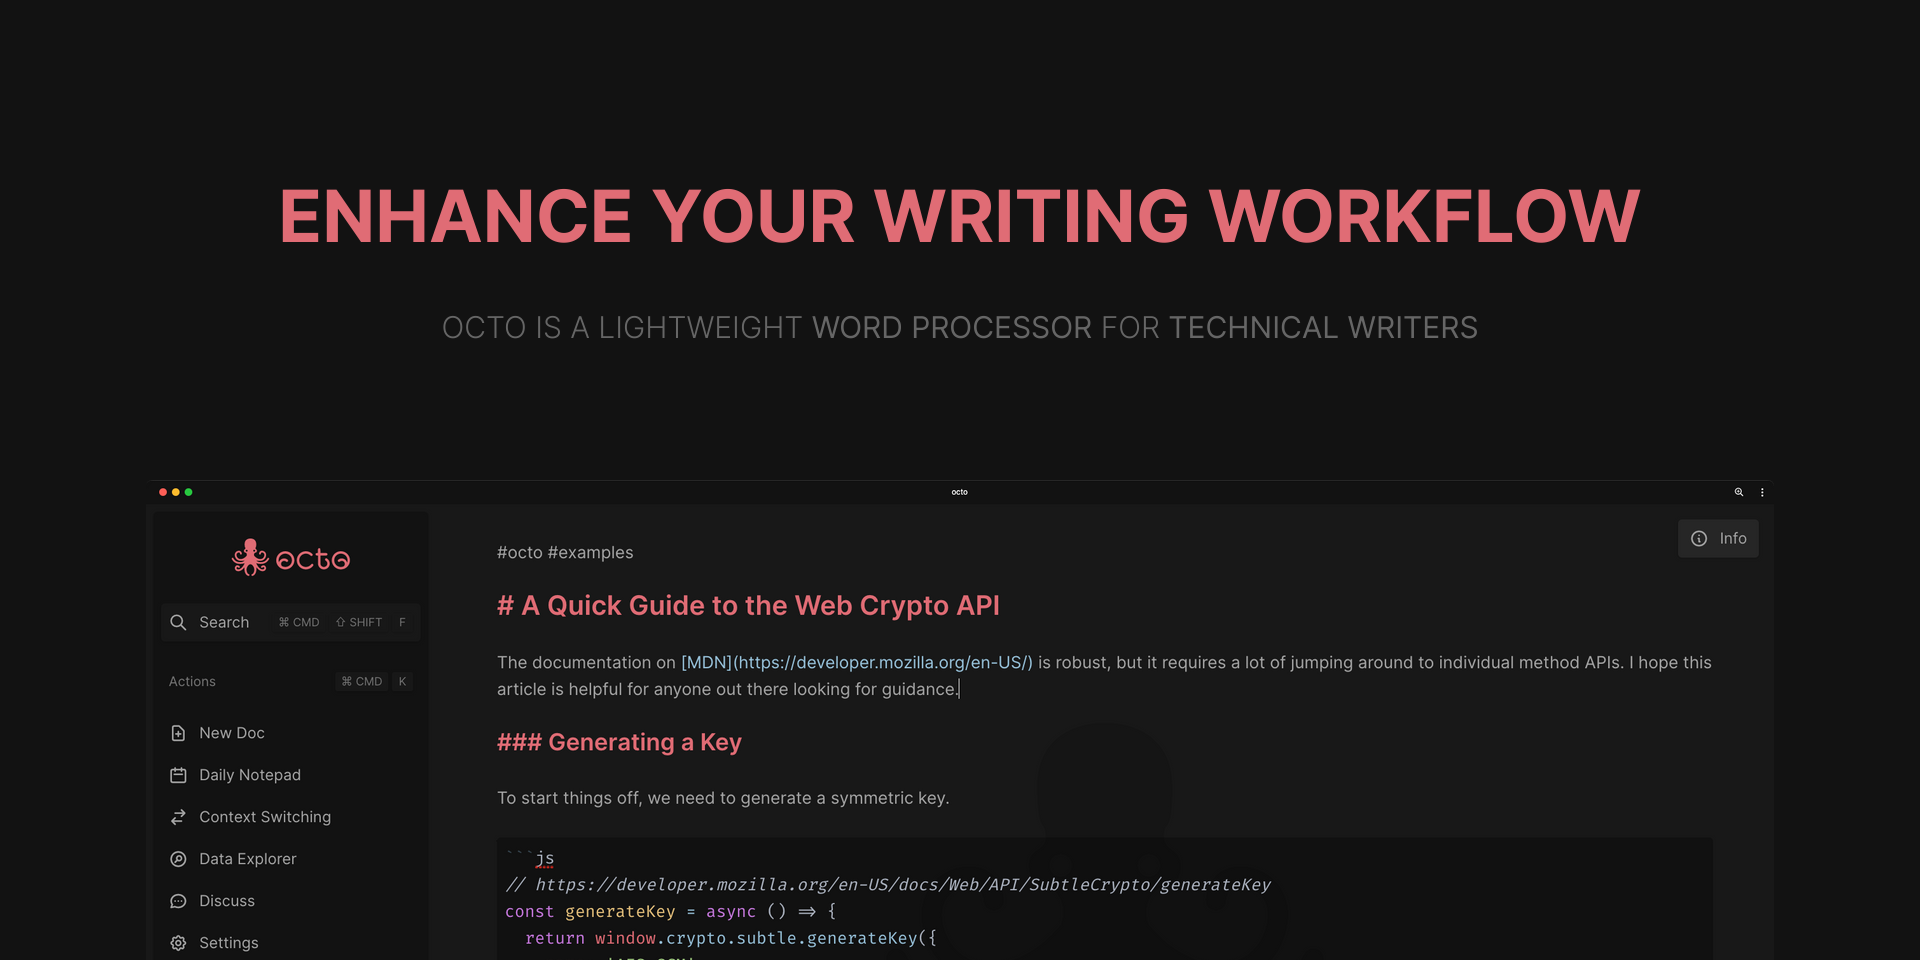 ENHANCE YOUR WRITING WORKFLOW
OCTO IS A LIGHTWEIGHT WORD PROCESSOR FOR TECHNICAL WRITERS
octo
octo
Search ⌘ CMD ⇧ SHIFT F
Actions ⌘ CMD K
New Doc
Daily Notepad
Context Switching
Data Explorer
Discuss
Settings
Info
#octo #examples
# A Quick Guide to the Web Crypto API
The documentation on [MDN](https://developer.mozilla.org/en-US/) is robust, but it requires a lot of jumping around to individual method APIs. I hope this
article is helpful for anyone out there looking for guidance.
### Generating a Key
To start things off, we need to generate a symmetric key.
```js
// https://developer.mozilla.org/en-US/docs/Web/API/SubtleCrypto/generateKey
const generateKey = async () => {
return window.crypto.subtle.generateKey({